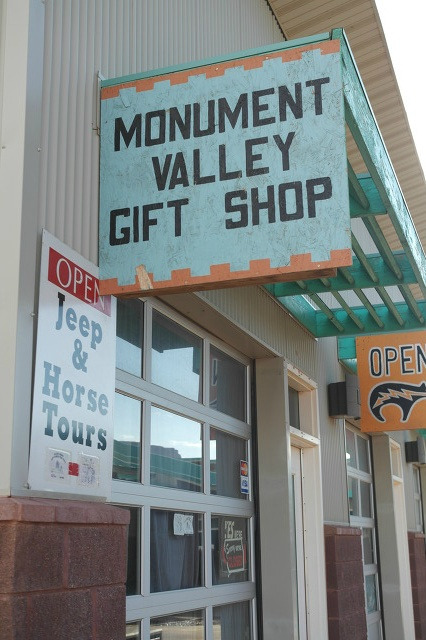 MONUMENT
VALLEY
GIFT SHOP
OPEN
Jeep
&
Horse
Tours
OPEN